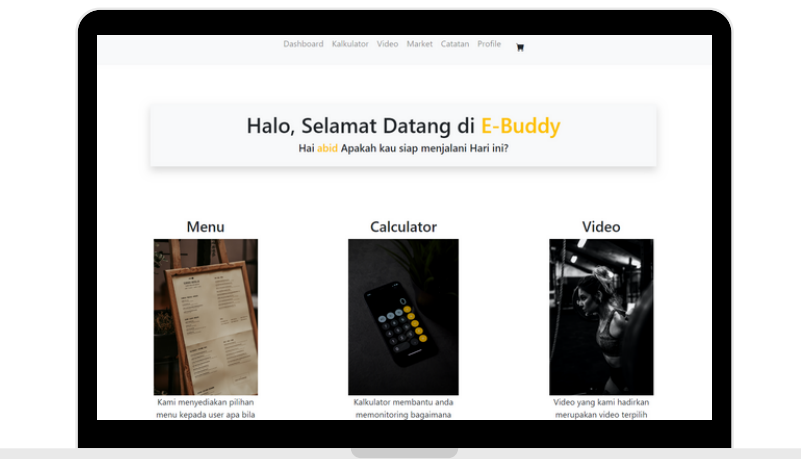 Dashboard Kalkulator Video Market Catatan Profile
Halo, Selamat Datang di E-Buddy
Hai abid Apakah kau siap menjalani Hari ini?
Menu
Calculator
Video
Kami menyediakan pilihan
menu kepada user apa bila
Kalkulator membantu anda
memonitoring bagaimana
Video yang kami hadirkan
merupakan video terpilih